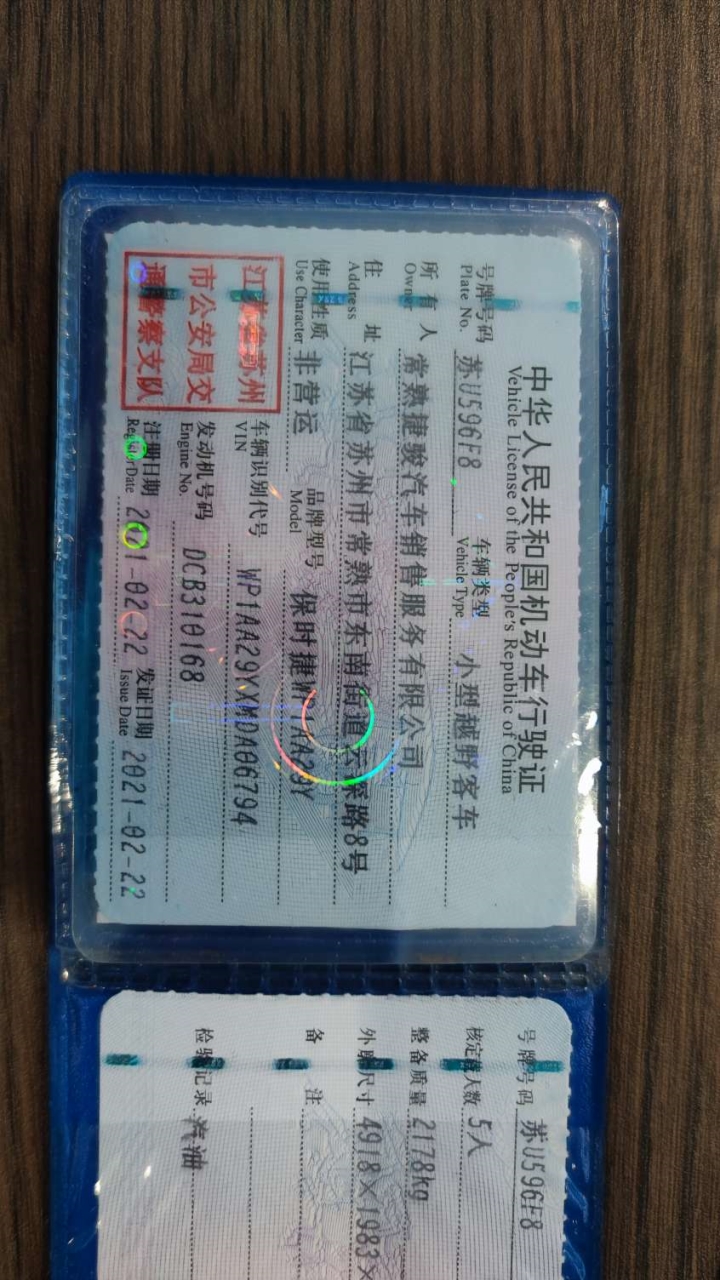 中华人民共和国机动车行驶证
Vehicle License of the People's Republic of China
号牌号码 苏U596F8 车辆类型 小型越野客车
Plate No. Vehicle Type
所有人 常熟捷骏汽车销售服务有限公司
Owner
住址 江苏省苏州市常熟市东南街道云深路8号
Address
使用性质 非营运 品牌型号 保时捷WP1AA29Y
Use Character Model
江苏省苏州
市公安局交
通警察支队
车辆识别代号 WP1AA29YXMDA06794
VIN
发动机号码 DCB310168
Engine No.
注册日期 2021-02-22 发证日期 2021-02-22
Register Date Issue Date
号牌号码 苏U596F8
核定载人数 5人
整备质量 2178kg
外廓尺寸 4918×1983×
备注
检验记录 汽油